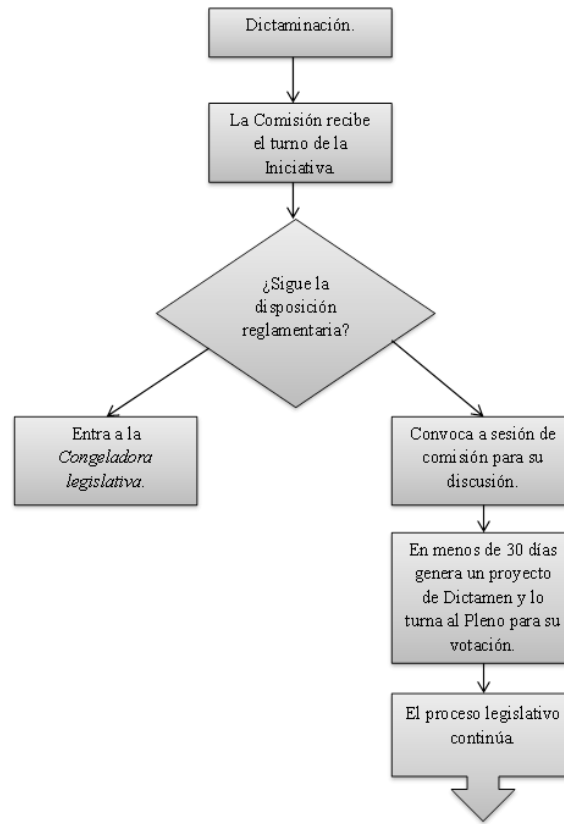 Dictaminación.
La Comisión recibe
el turno de la
Iniciativa.
¿Sigue la
disposición
reglamentaria?
Entra a la
Congeladora
legislativa.
Convoca a sesión de
comisión para su
discusión.
En menos de 30 días
genera un proyecto
de Dictamen y lo
turna al Pleno para su
votación.
El proceso legislativo
continúa.